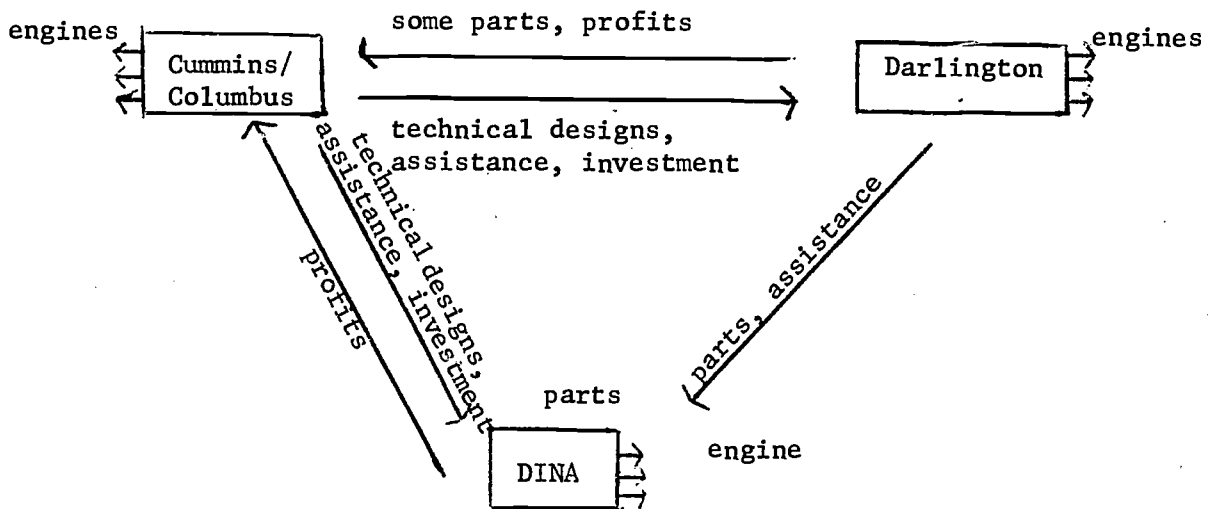 some parts, profits
engines
Cummins/
Columbus
Darlington
engines
technical designs,
assistance, investment
technical designs,
assistance, investment
profits
parts, assistance
parts
engine
DINA